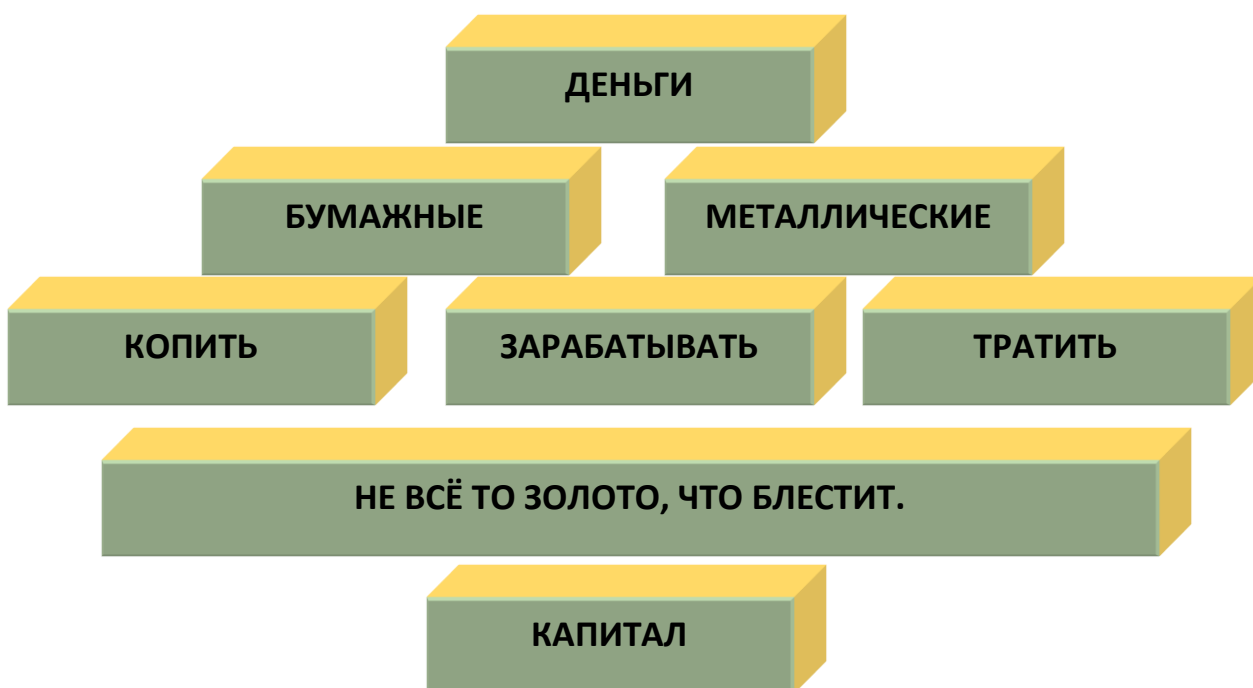 ДЕНЬГИ
БУМАЖНЫЕ МЕТАЛЛИЧЕСКИЕ
КОПИТЬ ЗАРАБАТЫВАТЬ ТРАТИТЬ
НЕ ВСЁ ТО ЗОЛОТО, ЧТО БЛЕСТИТ.
КАПИТАЛ